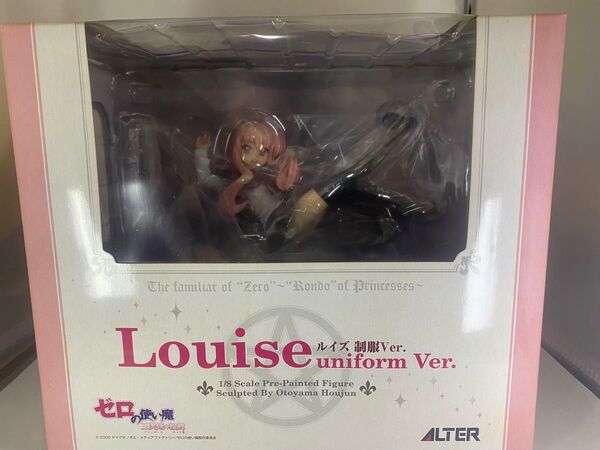 The familiar of "Zero"~"Rondo"of Princesses~
Louise ルイズ 制服Ver.
uniform Ver.
1/8 Scale Pre-Painted Figure
Sculpted By Otoyama Houjun
ゼロの使い魔
ALTER